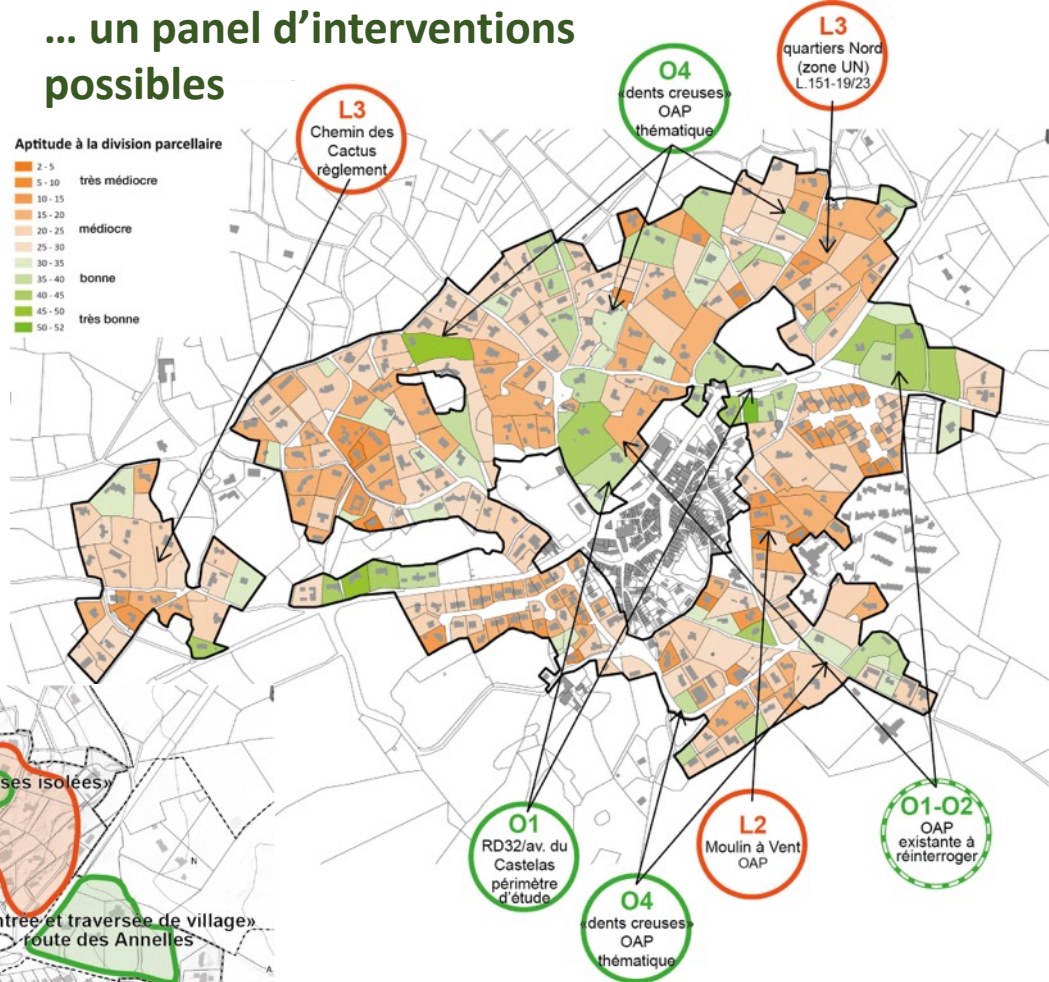 ... un panel d’interventions
possibles
Aptitude à la division parcellaire
2 - 5
5 - 10
très médiocre
10 - 15
15 - 20
médiocre
20 - 25
25 - 30
30 - 35
35 - 40
bonne
40 - 45
45 - 50
très bonne
50 - 52
L3
Chemin des
Cactus
règlement
O4
«dents creuses»
OAP
thématique
L3
quartiers Nord
(zone UN)
L.151-19/23
O1
RD32/av. du
Castelas
périmètre
d'étude
O4
«dents creuses»
OAP
thématique
L2
Moulin à Vent
OAP
O1-O2
OAP
existante à
réinterroger
ses isolées»
N
ntrée et traversée de village»
route des Annelles
A